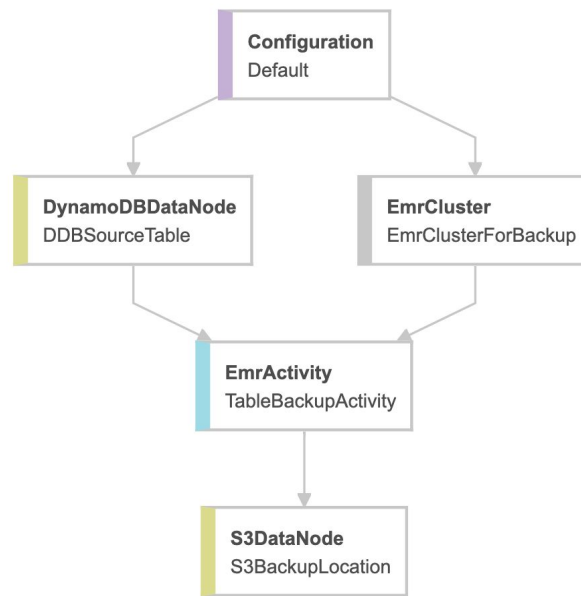 Configuration
Default
DynamoDBDataNode
DDBSourceTable
EmrCluster
EmrClusterForBackup
EmrActivity
TableBackupActivity
S3DataNode
S3BackupLocation